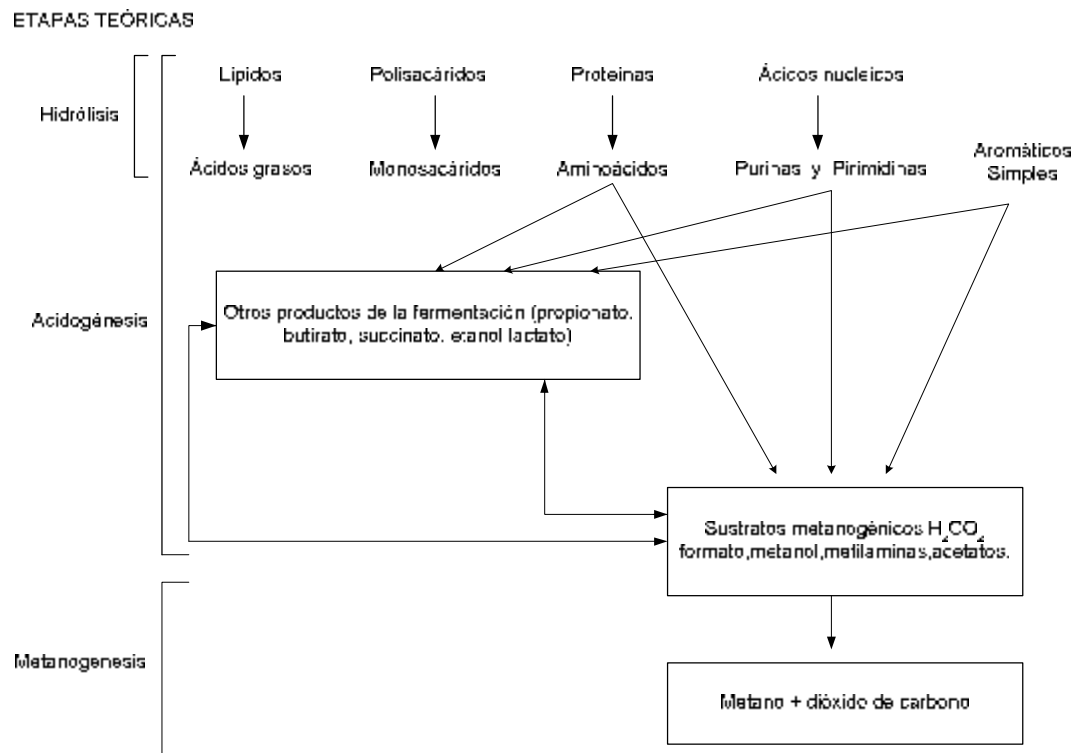 ETAPAS TEÓRICAS
Lípidos
Polisacáridos
Proteinas
Ácicos nucleicos
Hidrólisis
Aromáticos
Simples
Ácidos grasos
Monosacáridos
Aminoácidos
Purinas y Pirimidinas
Acidogénesis
Otros productos de la fermentación (propionato,
butirato, succinato, etanol lactato)
Sustratos metanogénicos H₂CO₂
formato,metanol,metilaminas,acetatos.
Metanogenesis
Metano + dióxido de carbono